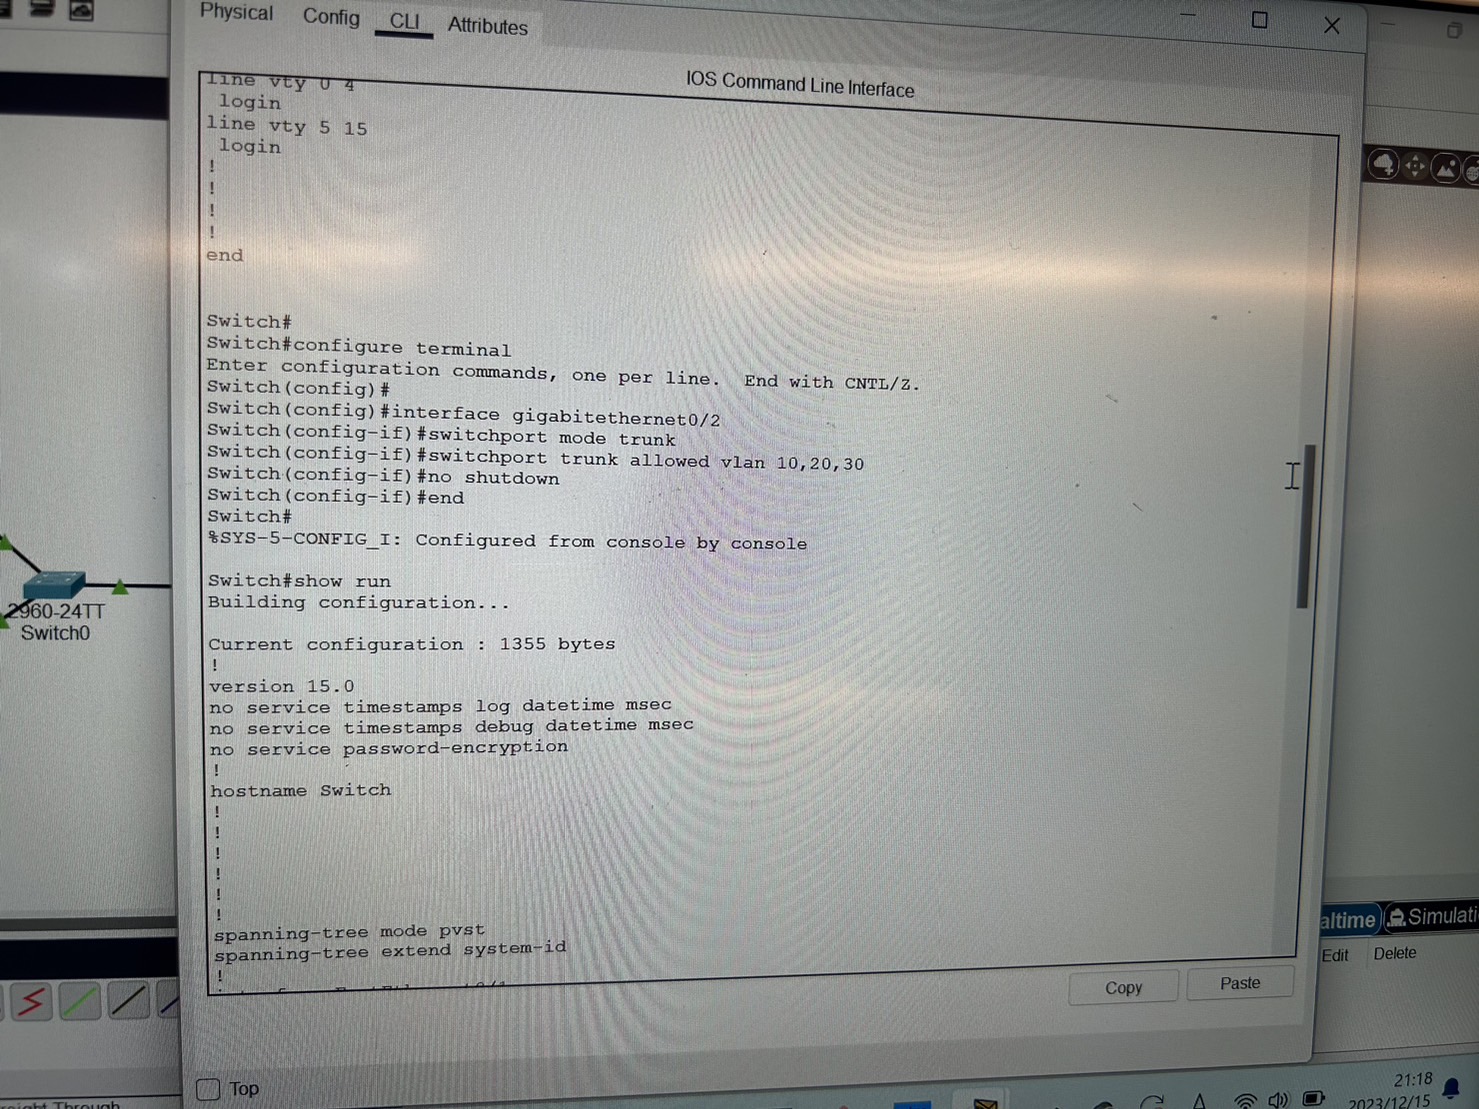 Physical Config CLI Attributes
IOS Command Line Interface
line vty 0 4
 login
line vty 5 15
 login
!
!
!
!
end
Switch#
Switch#configure terminal
Enter configuration commands, one per line.  End with CNTL/Z.
Switch(config)#
Switch(config)#interface gigabitethernet0/2
Switch(config-if)#switchport mode trunk
Switch(config-if)#switchport trunk allowed vlan 10,20,30
Switch(config-if)#no shutdown
Switch(config-if)#end
Switch#
%SYS-5-CONFIG_I: Configured from console by console
Switch#show run
Building configuration...
Current configuration : 1355 bytes
!
version 15.0
no service timestamps log datetime msec
no service timestamps debug datetime msec
no service password-encryption
!
hostname Switch
!
!
!
!
!
!
spanning-tree mode pvst
spanning-tree extend system-id
!
Copy Paste
Top
2960-24TT
Switch0
altime Simulati
Edit Delete
Through
21:18
2023/12/15